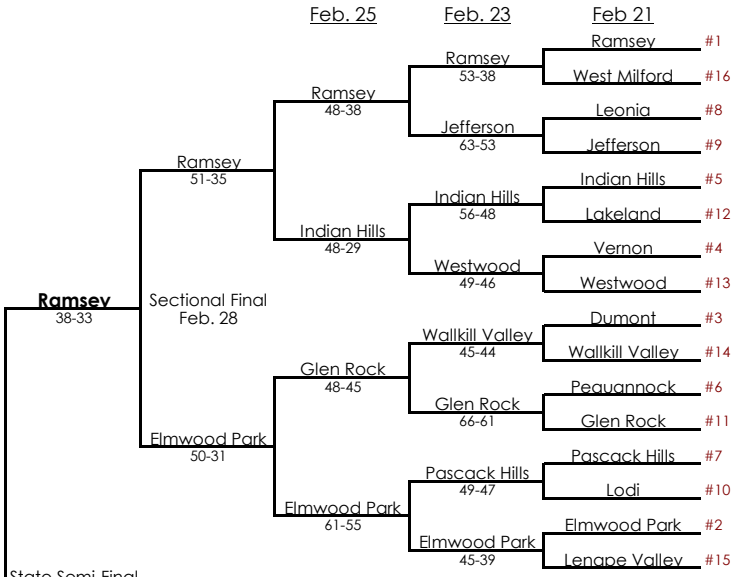 Feb. 25 Feb. 23 Feb 21
Ramsey #1
Ramsey
53-38
West Milford #16
Ramsey
48-38
Leonia #8
Jefferson
63-53
Jefferson #9
Ramsey
51-35
Indian Hills #5
Indian Hills
56-48
Lakeland #12
Indian Hills
48-29
Vernon #4
Westwood
49-46
Westwood #13
Ramsey
38-33
Sectional Final
Feb. 28
Dumont #3
Wallkill Valley
45-44
Wallkill Valley #14
Glen Rock
48-45
Pequannock #6
Glen Rock
66-61
Glen Rock #11
Elmwood Park
50-31
Pascack Hills #7
Pascack Hills
49-47
Lodi #10
Elmwood Park
61-55
Elmwood Park #2
Elmwood Park
45-39
Lenape Valley #15
State Semi-Final